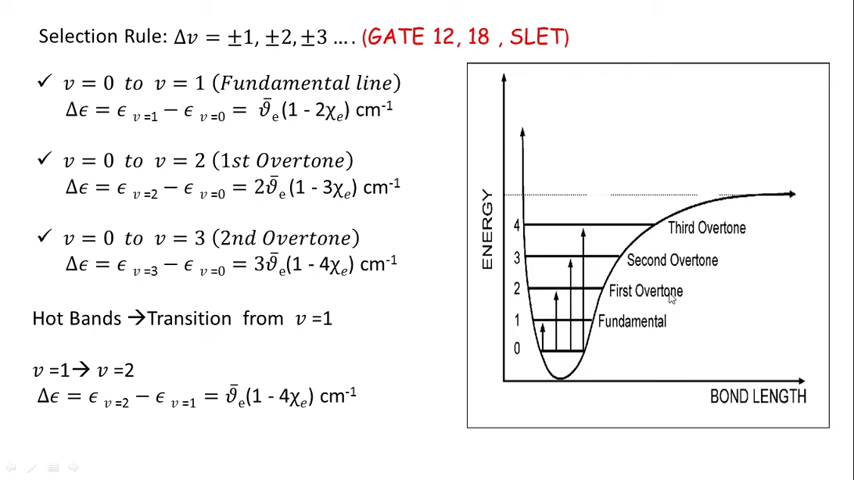 Selection Rule: Δv = ±1, ±2, ±3 .... (GATE 12, 18 , SLET)
✓ v = 0 to v = 1 (Fundamental line)
Δϵ = ϵ v=1 − ϵ v=0 = ϑ̄e(1 - 2χe) cm-1
✓ v = 0 to v = 2 (1st Overtone)
Δϵ = ϵ v=2 − ϵ v=0 = 2ϑ̄e(1 - 3χe) cm-1
✓ v = 0 to v = 3 (2nd Overtone)
Δϵ = ϵ v=3 − ϵ v=0 = 3ϑ̄e(1 - 4χe) cm-1
Hot Bands →Transition from v =1
v =1→ v =2
Δϵ = ϵ v=2 − ϵ v=1 = ϑ̄e(1 - 4χe) cm-1
ENERGY
4 Third Overtone
3 Second Overtone
2 First Overtone
1 Fundamental
0
BOND LENGTH